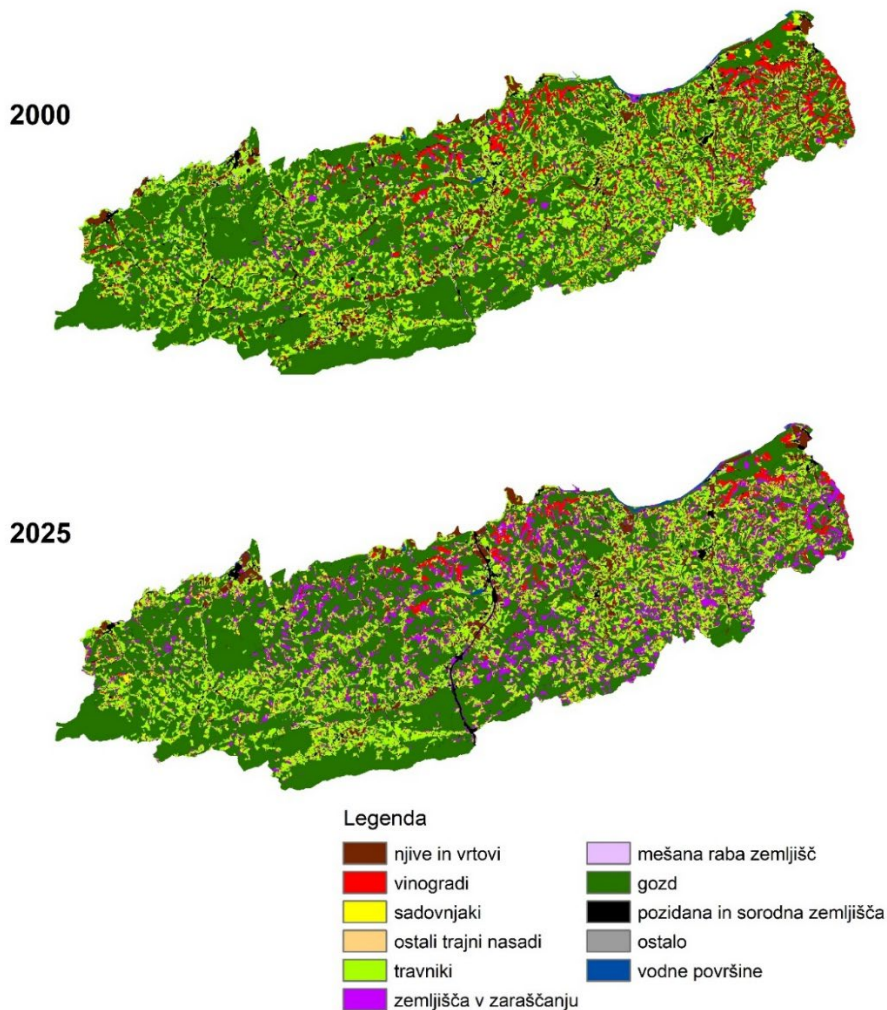 2000
2025
Legenda
njive in vrtovi
vinogradi
sadovnjaki
ostali trajni nasadi
travniki
zemljišča v zaraščanju
mešana raba zemljišč
gozd
pozidana in sorodna zemljišča
ostalo
vodne površine